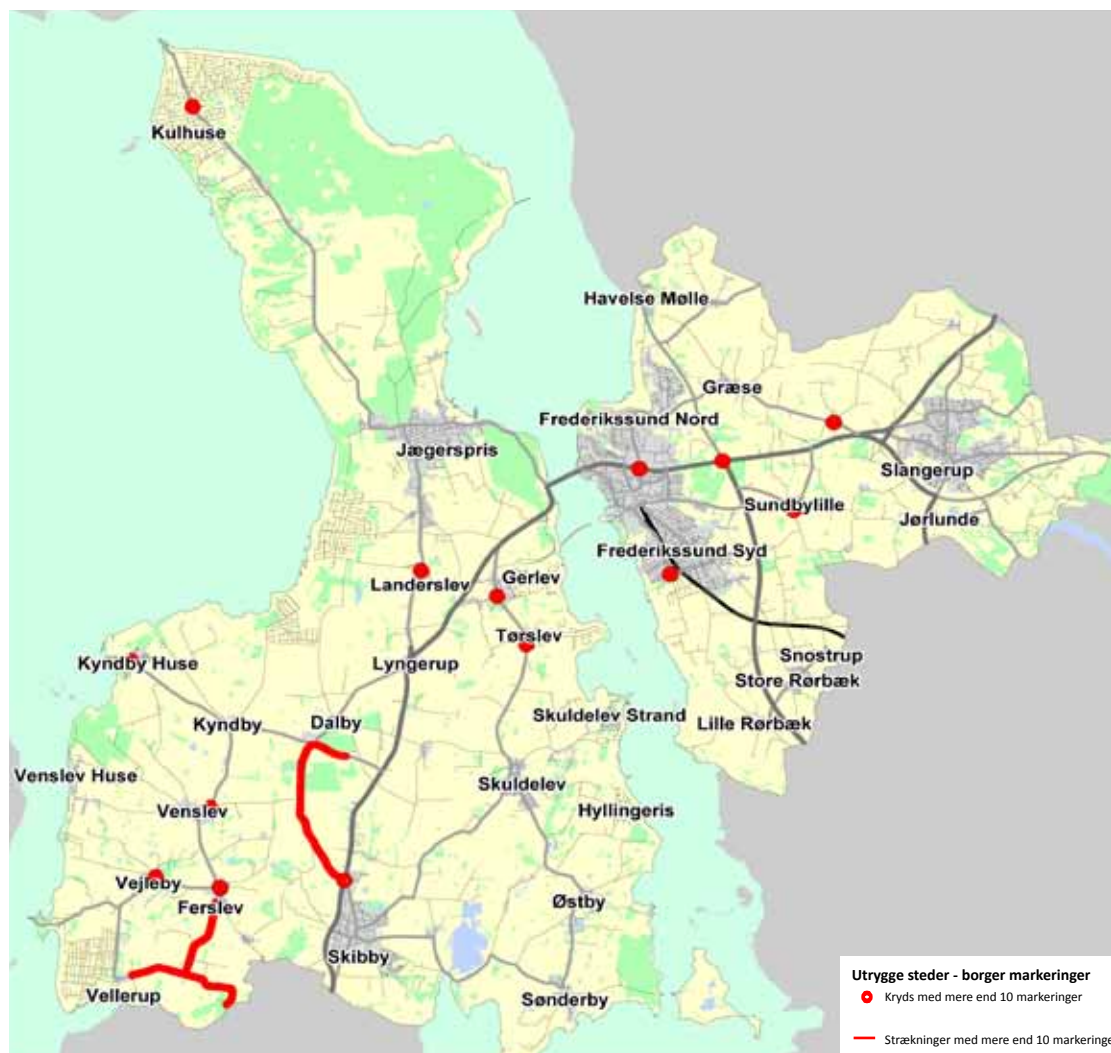 Kulhuse
Havelse Mølle
Græse
Frederikssund Nord
Jægerspris
Slangerup
Sundbylille
Jørlunde
Frederikssund Syd
Landerslev
Gerlev
Tørslev
Kyndby Huse
Lyngerup
Snostrup
Store Rørbæk
Skuldelev Strand
Lille Rørbæk
Kyndby
Dalby
Venslev Huse
Skuldelev
Venslev
Hyllingeris
Vejleby
Ferslev
Østby
Skibby
Vellerup
Sønderby
Utrygge steder - borger markeringer
Kryds med mere end 10 markeringer
Strækninger med mere end 10 markeringe